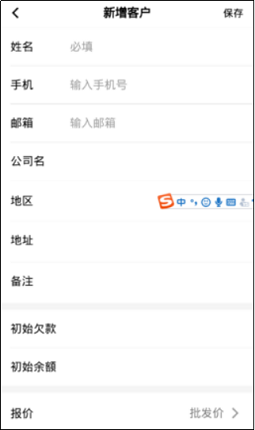 新增客户 保存
姓名 必填
手机 输入手机号
邮箱 输入邮箱
公司名
地区
S 中
地址
备注
初始欠款
初始余额
报价 批发价